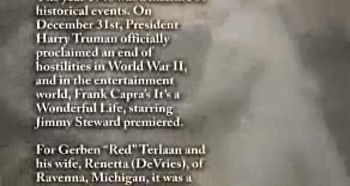 historical events. On
December 31st, President
Harry Truman officially
proclaimed an end of
hostilities in World War II,
and in the entertainment
world, Frank Capra's It's a
Wonderful Life, starring
Jimmy Steward premiered.
For Gerben “Red” Terlaan and
his wife, Renetta (DeVries), of
Ravenna, Michigan, it was a